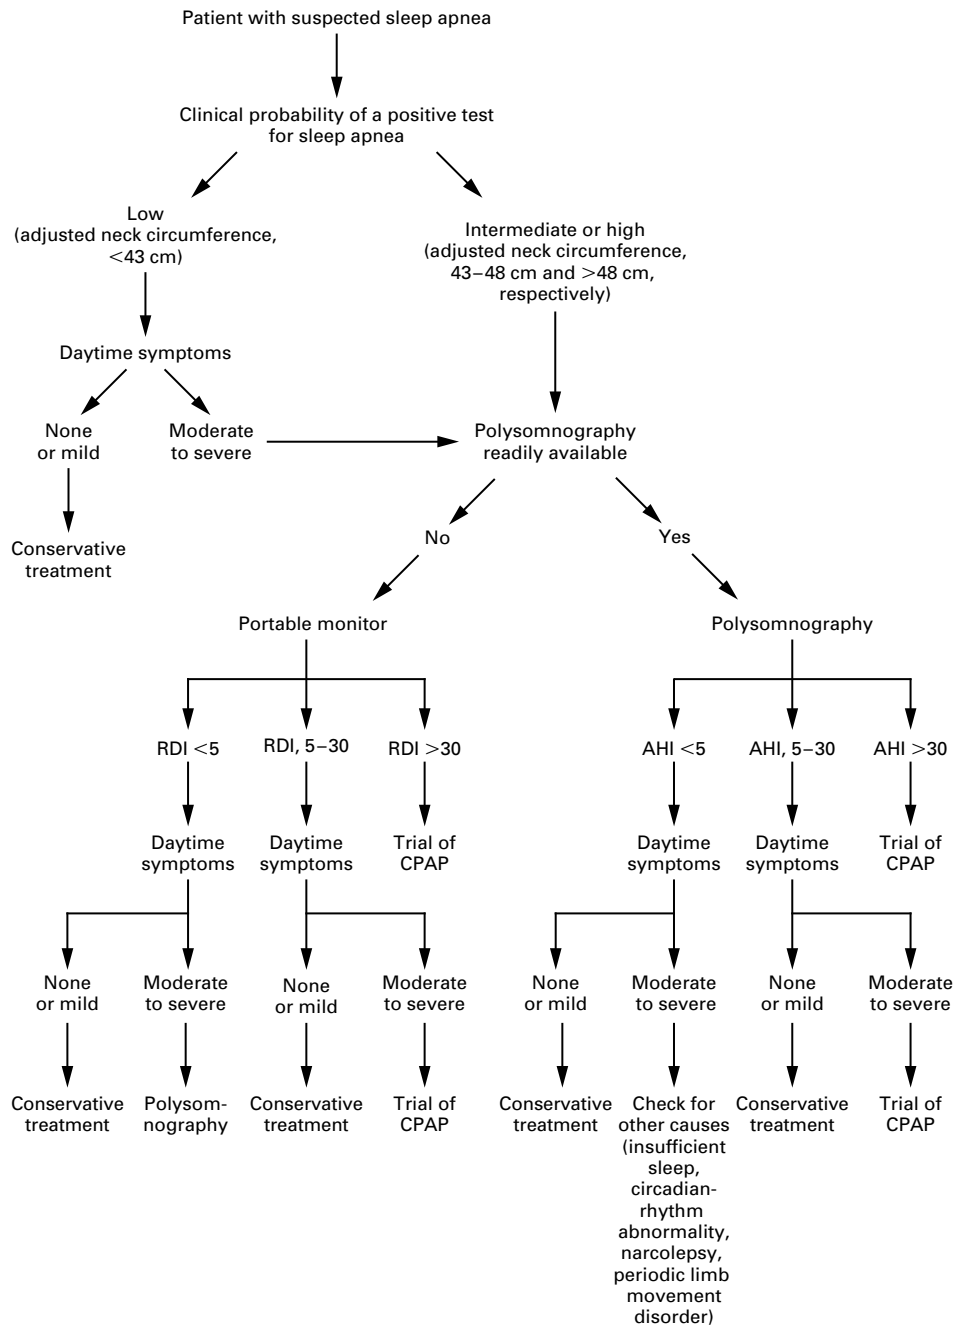 Patient with suspected sleep apnea
Clinical probability of a positive test
for sleep apnea
Low
(adjusted neck circumference,
<43 cm)
Intermediate or high
(adjusted neck circumference,
43–48 cm and >48 cm,
respectively)
Daytime symptoms
None
or mild
Moderate
to severe
Polysomnography
readily available
Conservative
treatment
No
Yes
Portable monitor
Polysomnography
RDI <5
RDI, 5–30
RDI >30
AHI <5
AHI, 5–30
AHI >30
Daytime
symptoms
Daytime
symptoms
Trial of
CPAP
Daytime
symptoms
Daytime
symptoms
Trial of
CPAP
None
or mild
Moderate
to severe
None
or mild
Moderate
to severe
None
or mild
Moderate
to severe
None
or mild
Moderate
to severe
Conservative
treatment
Polysom-
nography
Conservative
treatment
Trial of
CPAP
Conservative
treatment
Check for
other causes
(insufficient
sleep,
circadian-
rhythm
abnormality,
narcolepsy,
periodic limb
movement
disorder)
Conservative
treatment
Trial of
CPAP